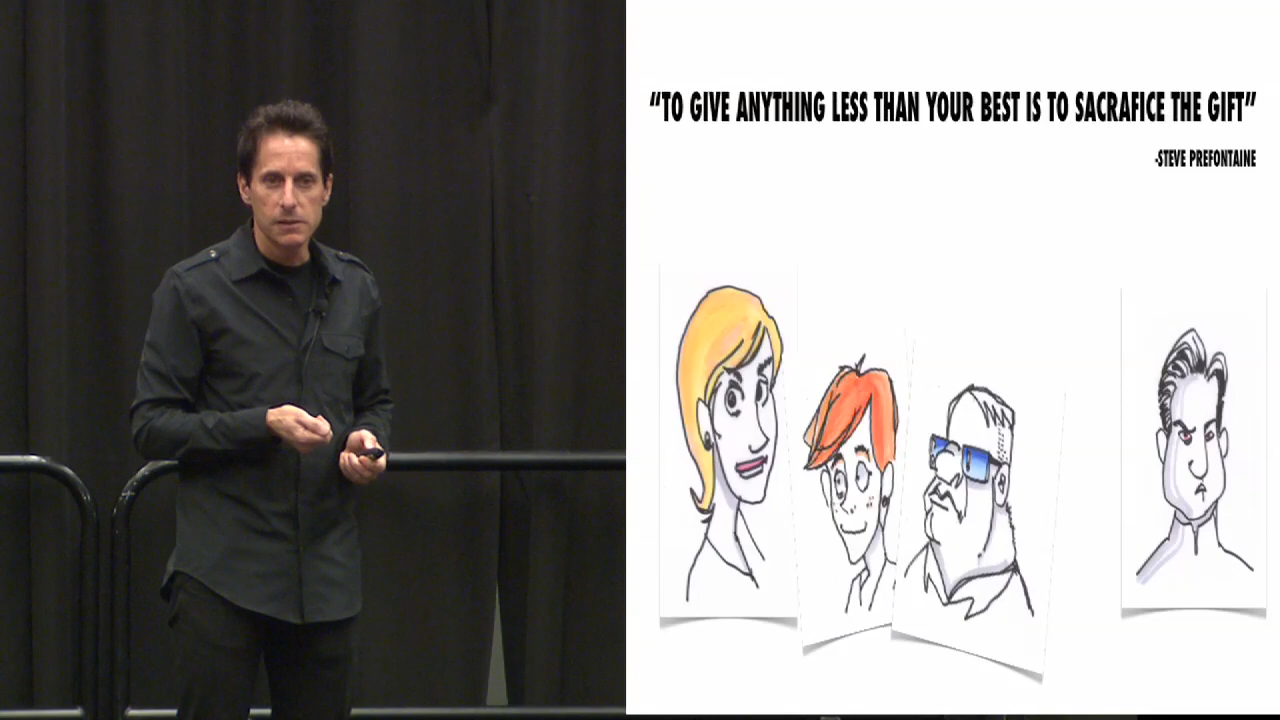 “TO GIVE ANYTHING LESS THAN YOUR BEST IS TO SACRAFICE THE GIFT”
-STEVE PREFONTAINE